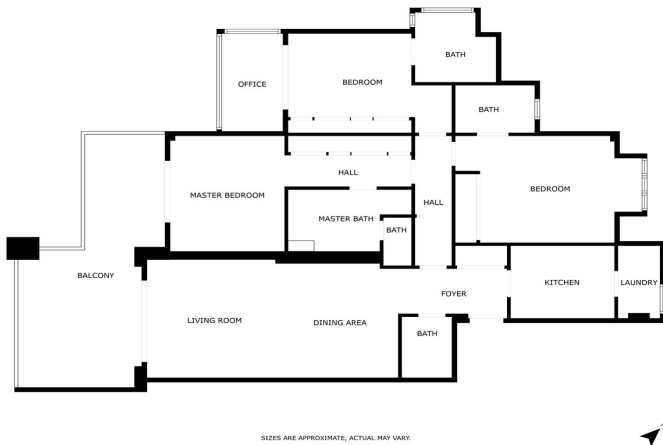 BATH
OFFICE
BEDROOM
BATH
HALL
MASTER BEDROOM
BEDROOM
MASTER BATH
HALL
BATH
BALCONY
KITCHEN
LAUNDRY
FOYER
LIVING ROOM
DINING AREA
BATH
SIZES ARE APPROXIMATE, ACTUAL MAY VARY.